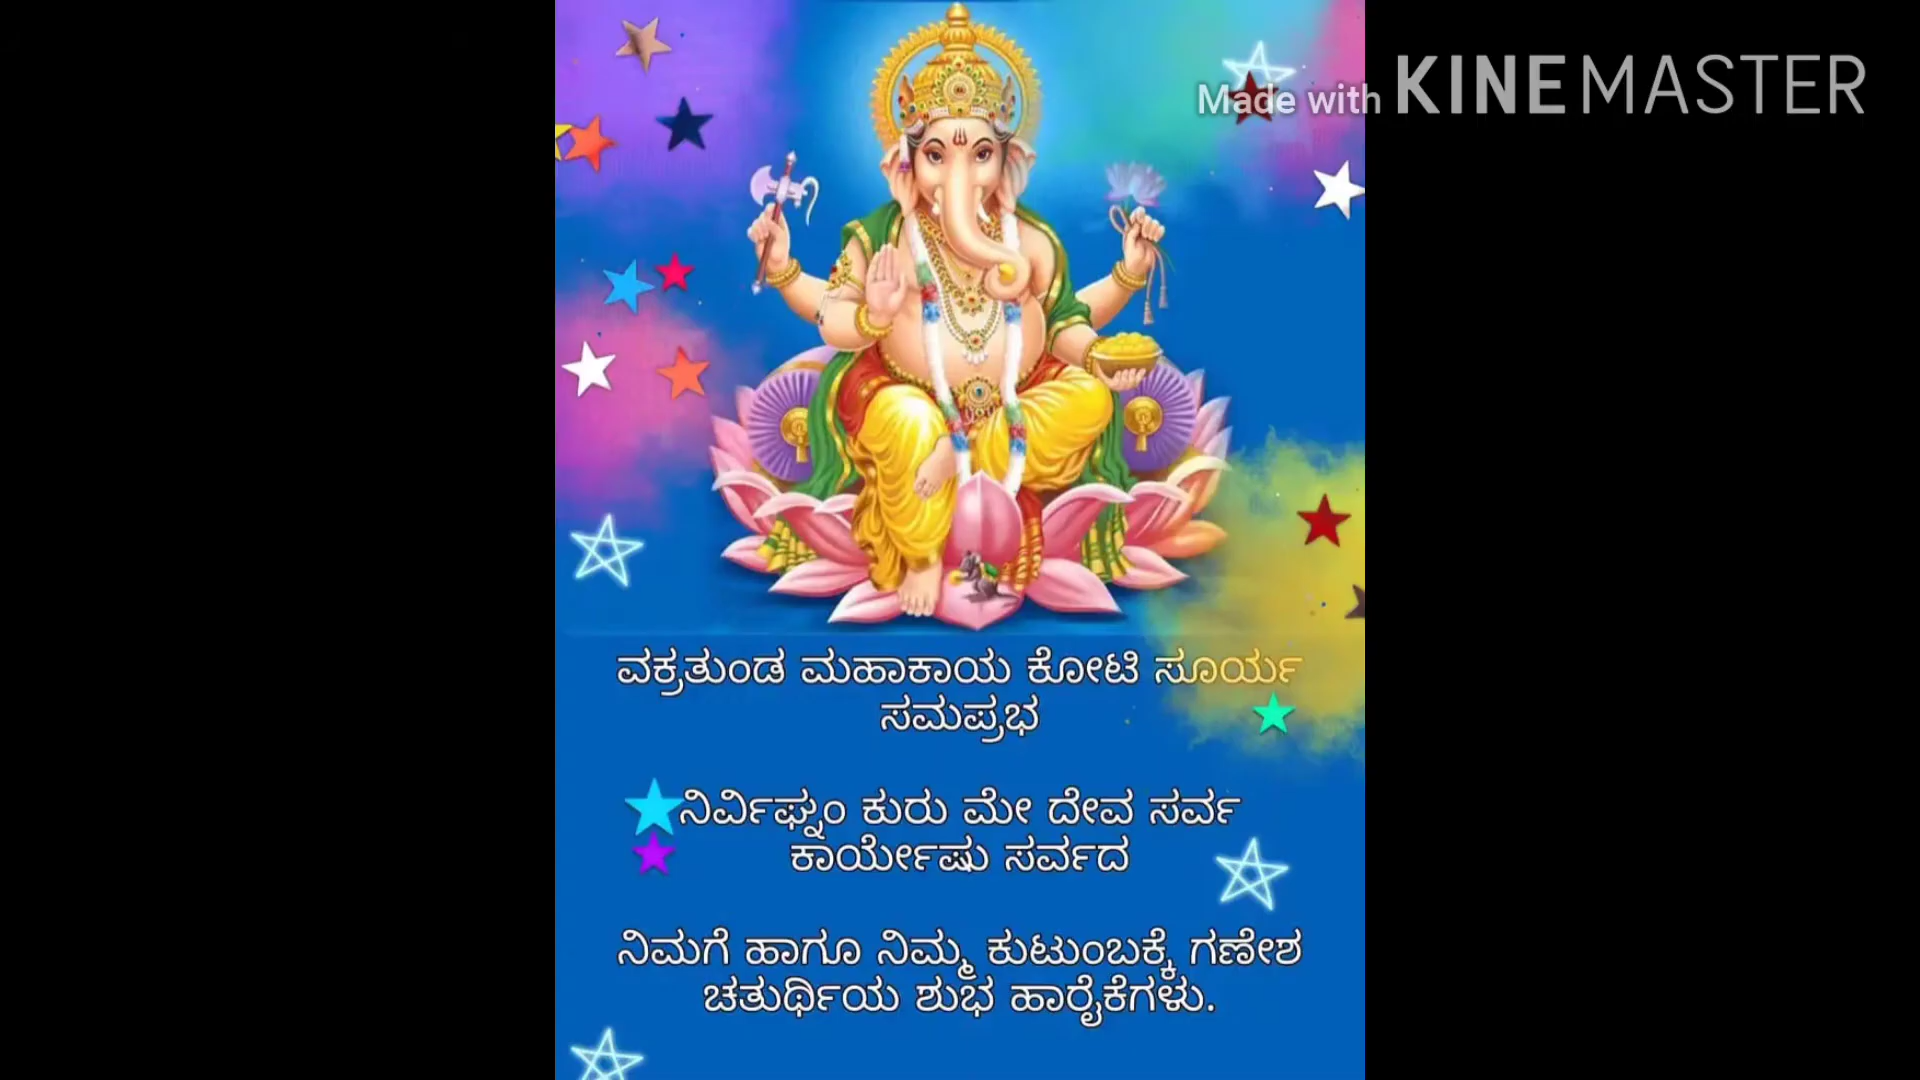 Made with KINEMASTER
ವಕ್ರತುಂಡ ಮಹಾಕಾಯ ಕೋಟಿ ಸೂರ್ಯ
ಸಮಪ್ರಭ
ನಿರ್ವಿಘ್ನಂ ಕುರು ಮೇ ದೇವ ಸರ್ವ
ಕಾರ್ಯೇಷು ಸರ್ವದ
ನಿಮಗೆ ಹಾಗೂ ನಿಮ್ಮ ಕುಟುಂಬಕ್ಕೆ ಗಣೇಶ
ಚತುರ್ಥಿಯ ಶುಭ ಹಾರೈಕೆಗಳು.